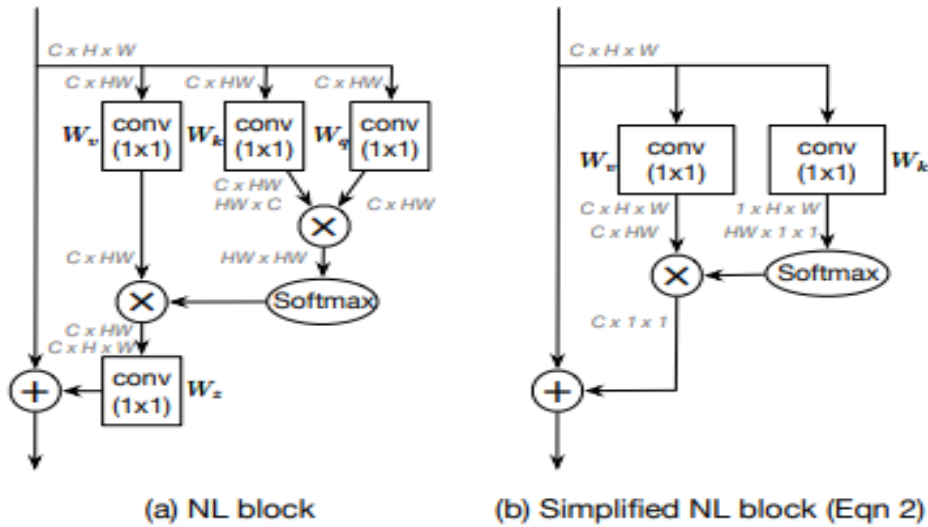 C x H x W
C x HW C x HW C x HW
W_v conv (1x1) W_k conv (1x1) W_q conv (1x1)
C x HW
HW x C C x HW
HW x HW
C x HW
Softmax
C x HW
C x H x W
conv (1x1) W_z
(a) NL block
C x H x W
W_v conv (1x1) conv (1x1) W_k
C x H x W 1 x H x W
C x HW HW x 1 x 1
Softmax
C x 1 x 1
(b) Simplified NL block (Eqn 2)